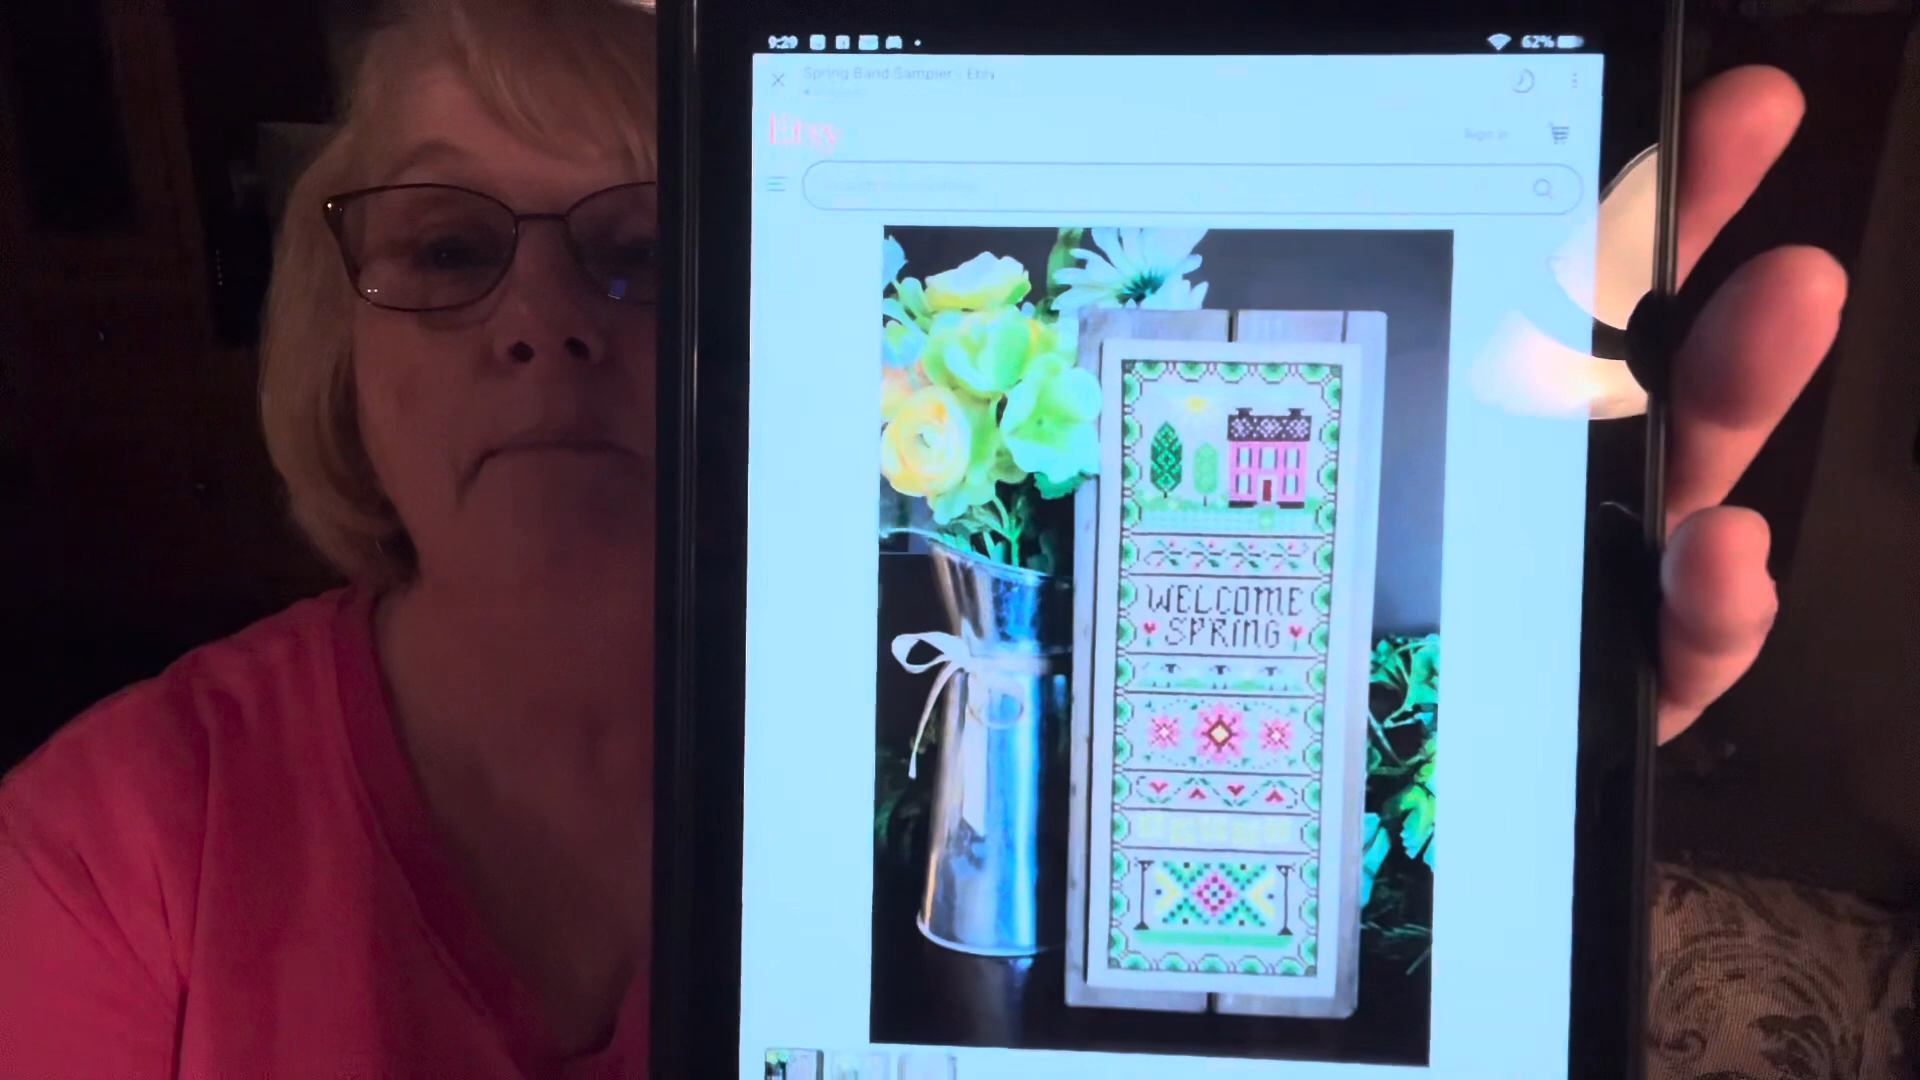 9:29
62%
Spring Band Sampler - Etsy
Etsy
Sign in
WELCOME
SPRING